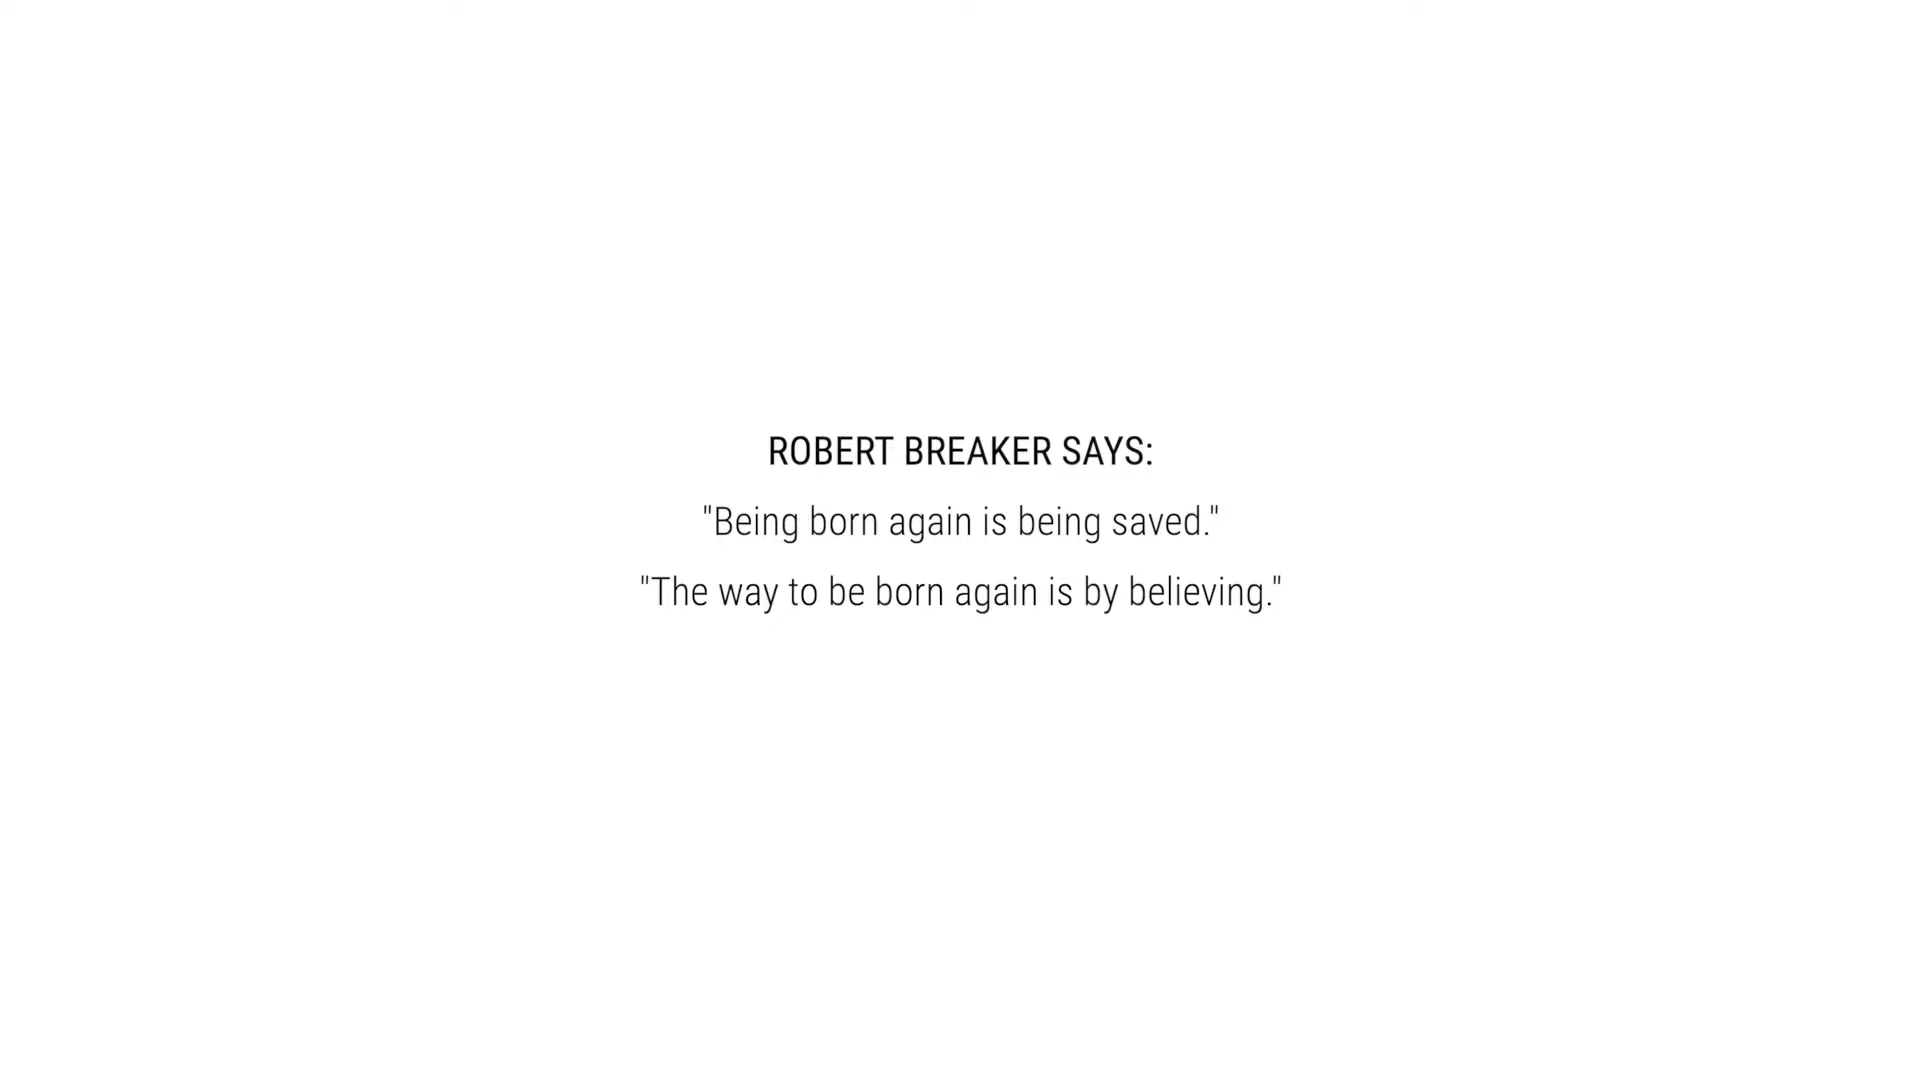 ROBERT BREAKER SAYS:
"Being born again is being saved."
"The way to be born again is by believing."